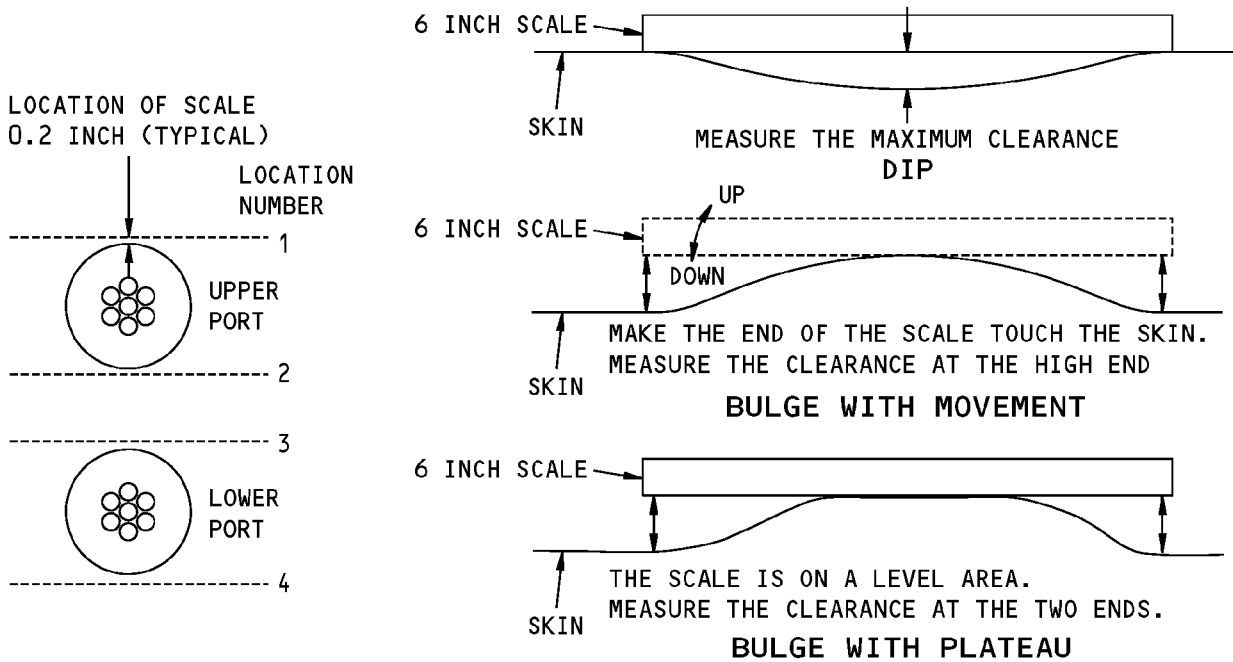 LOCATION OF SCALE
0.2 INCH (TYPICAL)
LOCATION
NUMBER
1
UPPER
PORT
2
3
LOWER
PORT
4
6 INCH SCALE
SKIN
MEASURE THE MAXIMUM CLEARANCE
DIP
UP
6 INCH SCALE
DOWN
MAKE THE END OF THE SCALE TOUCH THE SKIN.
MEASURE THE CLEARANCE AT THE HIGH END
SKIN
BULGE WITH MOVEMENT
6 INCH SCALE
THE SCALE IS ON A LEVEL AREA.
MEASURE THE CLEARANCE AT THE TWO ENDS.
SKIN
BULGE WITH PLATEAU